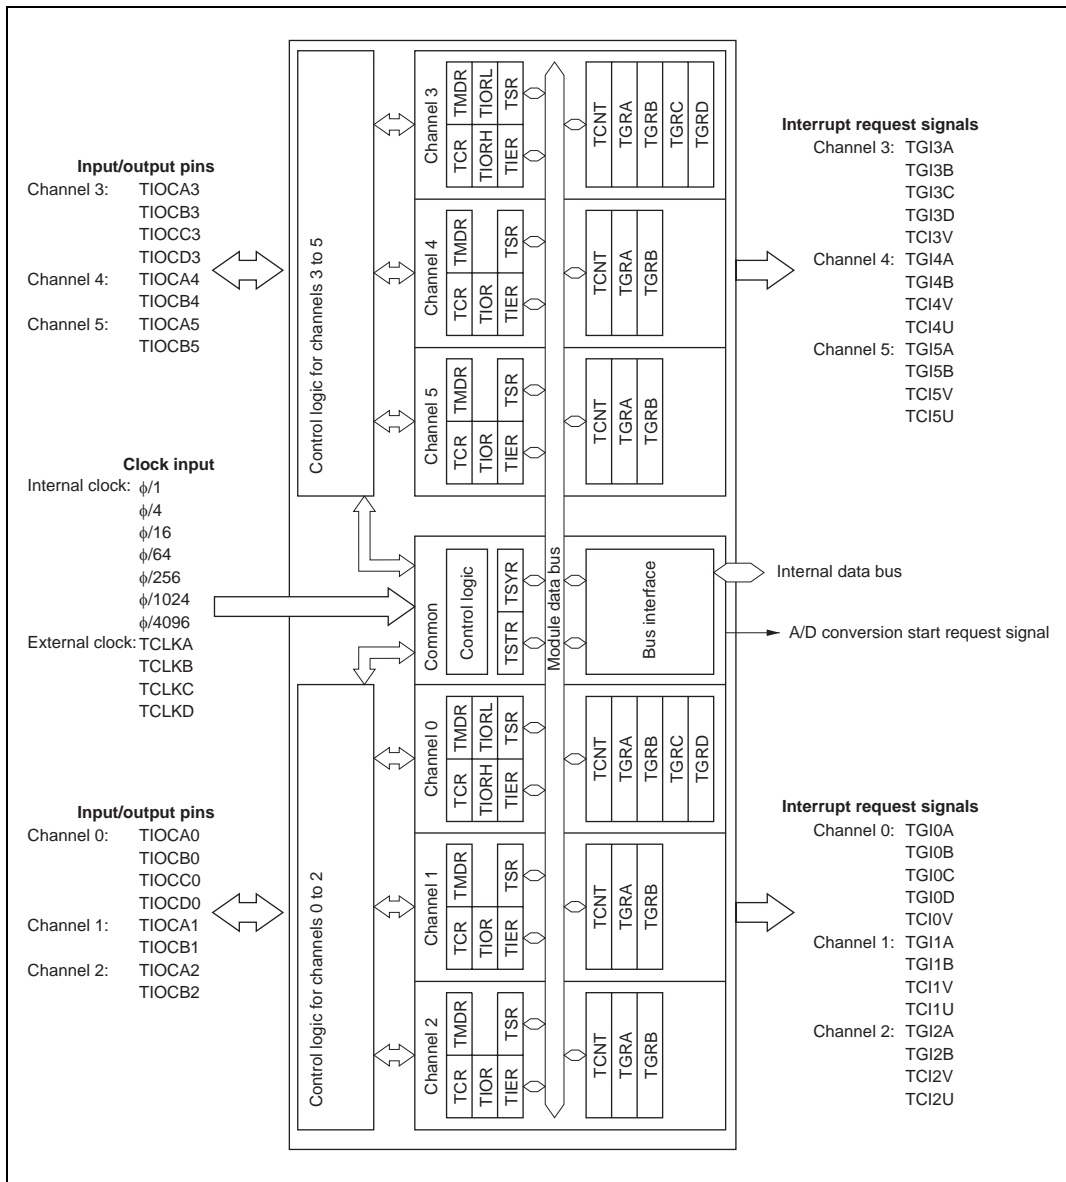 Input/output pins
Channel 3: TIOCA3
TIOCB3
TIOCC3
TIOCD3
Channel 4: TIOCA4
TIOCB4
Channel 5: TIOCA5
TIOCB5
Clock input
Internal clock: ϕ/1
ϕ/4
ϕ/16
ϕ/64
ϕ/256
ϕ/1024
ϕ/4096
External clock: TCLKA
TCLKB
TCLKC
TCLKD
Input/output pins
Channel 0: TIOCA0
TIOCB0
TIOCC0
TIOCD0
Channel 1: TIOCA1
TIOCB1
Channel 2: TIOCA2
TIOCB2
Control logic for channels 3 to 5
Control logic for channels 0 to 2
Channel 3
TCR TMDR
TIORH TIORL
TIER TSR
TCNT
TGRA
TGRB
TGRC
TGRD
Channel 4
TCR TMDR
TIOR
TIER TSR
TCNT
TGRA
TGRB
Channel 5
TCR TMDR
TIOR
TIER TSR
TCNT
TGRA
TGRB
Common
Control logic
TSTR TSYR
Module data bus
Bus interface
Channel 0
TCR TMDR
TIORH TIORL
TIER TSR
TCNT
TGRA
TGRB
TGRC
TGRD
Channel 1
TCR TMDR
TIOR
TIER TSR
TCNT
TGRA
TGRB
Channel 2
TCR TMDR
TIOR
TIER TSR
TCNT
TGRA
TGRB
Interrupt request signals
Channel 3: TGI3A
TGI3B
TGI3C
TGI3D
TCI3V
Channel 4: TGI4A
TGI4B
TCI4V
TCI4U
Channel 5: TGI5A
TGI5B
TCI5V
TCI5U
Internal data bus
A/D conversion start request signal
Interrupt request signals
Channel 0: TGI0A
TGI0B
TGI0C
TGI0D
TCI0V
Channel 1: TGI1A
TGI1B
TCI1V
TCI1U
Channel 2: TGI2A
TGI2B
TCI2V
TCI2U